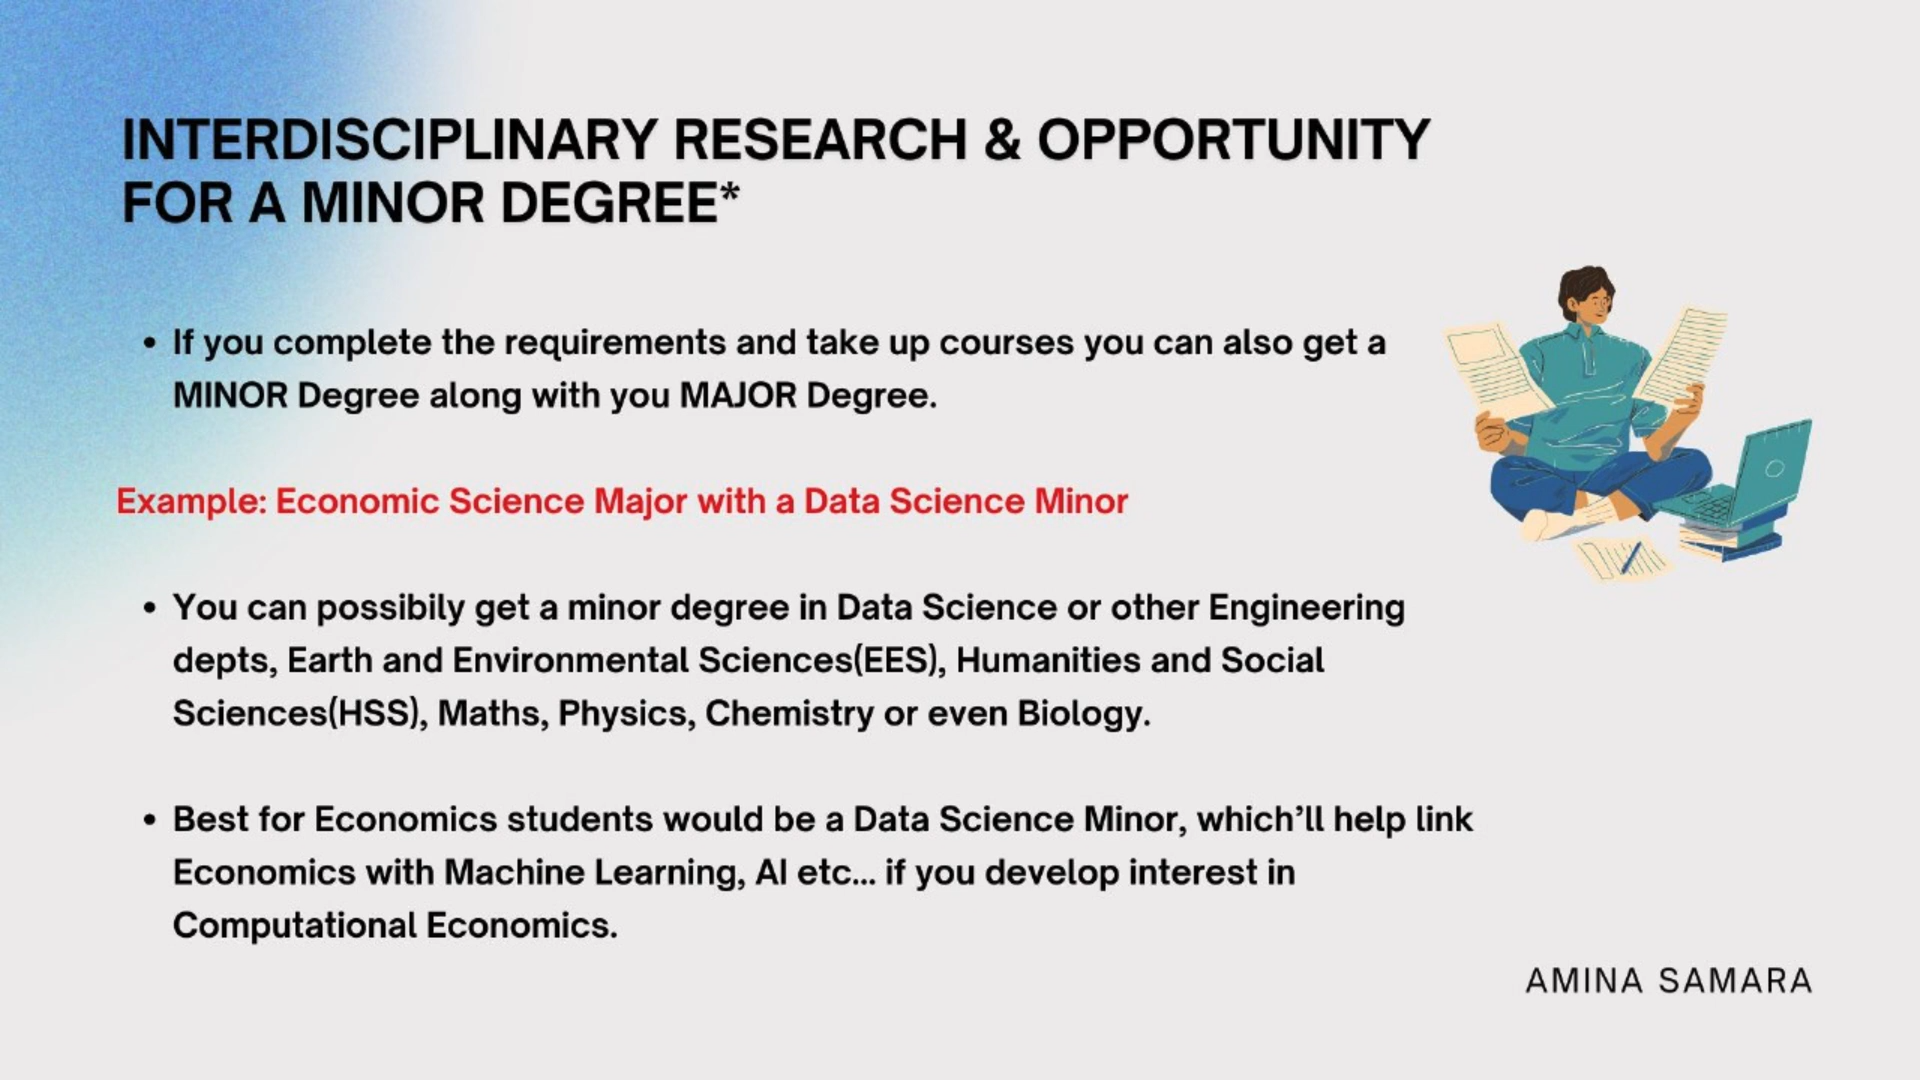 INTERDISCIPLINARY RESEARCH & OPPORTUNITY
FOR A MINOR DEGREE*
• If you complete the requirements and take up courses you can also get a
MINOR Degree along with you MAJOR Degree.
Example: Economic Science Major with a Data Science Minor
• You can possibily get a minor degree in Data Science or other Engineering
depts, Earth and Environmental Sciences(EES), Humanities and Social
Sciences(HSS), Maths, Physics, Chemistry or even Biology.
• Best for Economics students would be a Data Science Minor, which’ll help link
Economics with Machine Learning, AI etc... if you develop interest in
Computational Economics.
AMINA SAMARA